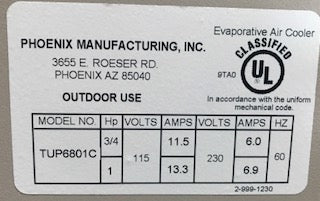 Evaporative Air Cooler
PHOENIX MANUFACTURING, INC.
3655 E. ROESER RD.
PHOENIX AZ 85040
CLASSIFIED
UL
®
9TA0
OUTDOOR USE
In accordance with the uniform
mechanical code.
MODEL NO. Hp VOLTS AMPS VOLTS AMPS HZ
TUP6801C 3/4 115 11.5 230 6.0 60
1 13.3 6.9
2-999-1230